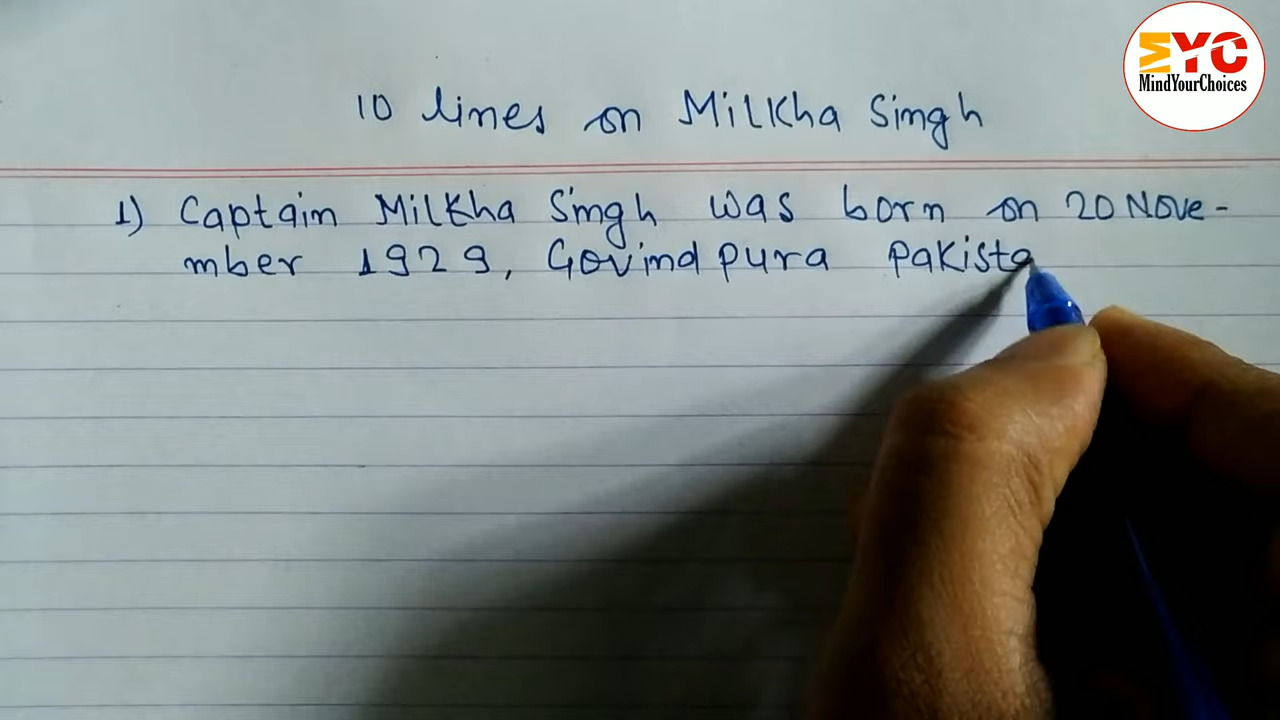 MYC
MindYourChoices
10 lines on Milkha Singh
1) Captain Milkha Singh was born on 20 Nove-
mber 1929, Govindpura Pakista